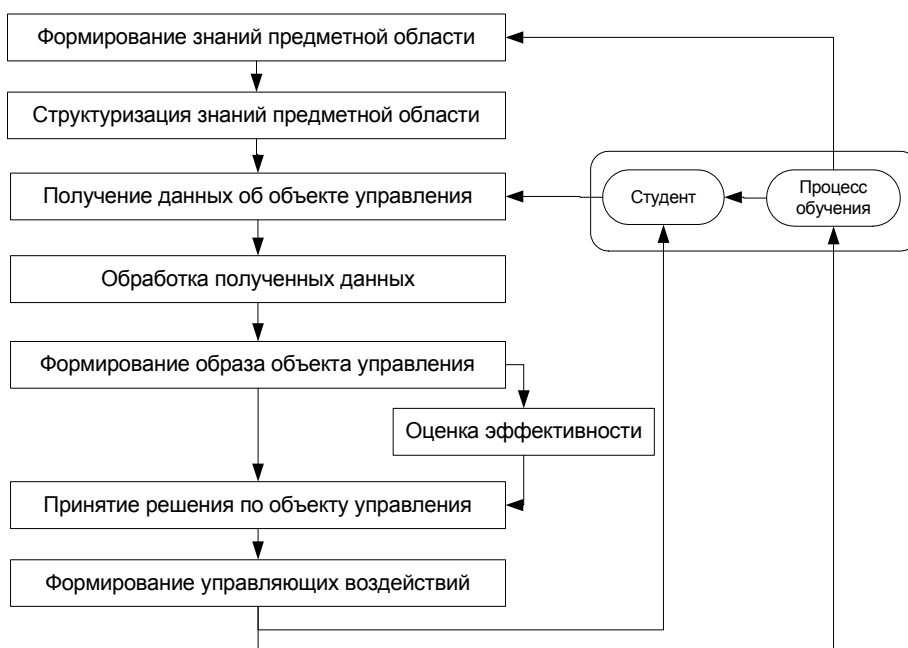 Формирование знаний предметной области
Структуризация знаний предметной области
Получение данных об объекте управления
Студент
Процесс
обучения
Обработка полученных данных
Формирование образа объекта управления
Оценка эффективности
Принятие решения по объекту управления
Формирование управляющих воздействий